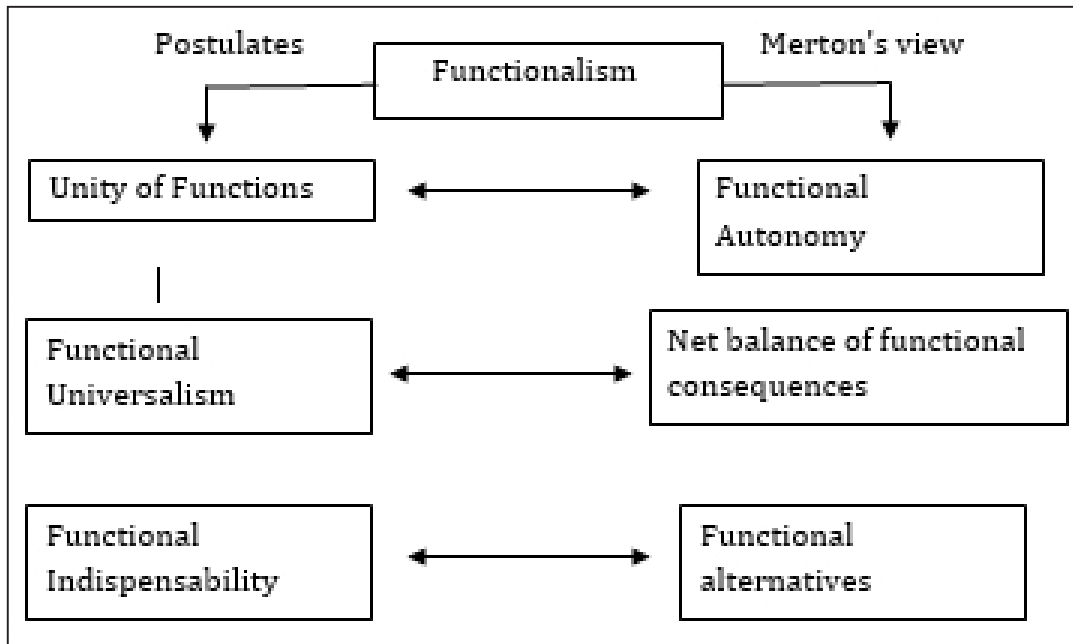 Postulates
Functionalism
Merton's view
Unity of Functions
Functional
Autonomy
Functional
Universalism
Net balance of functional
consequences
Functional
Indispensability
Functional
alternatives